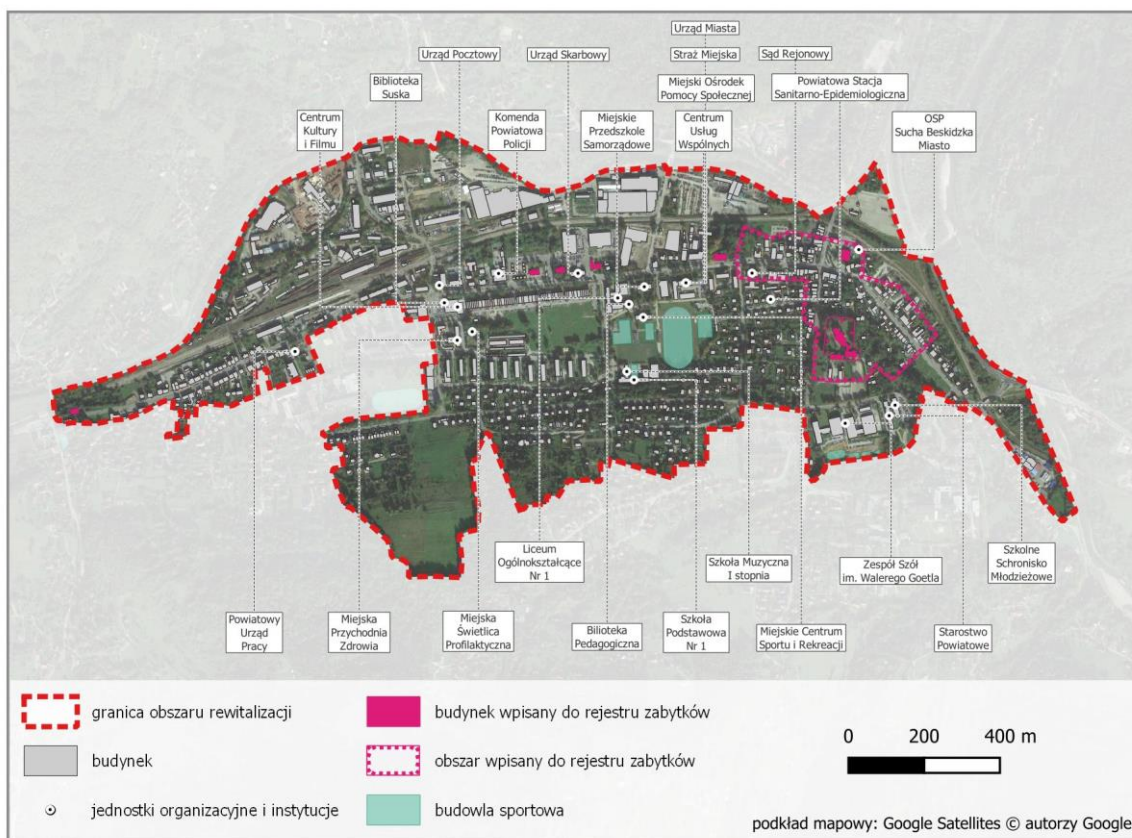 Urząd Miasta
Urząd Pocztowy
Urząd Skarbowy
Straż Miejska
Sąd Rejonowy
Biblioteka
Suska
Miejski Ośrodek
Pomocy Społecznej
Powiatowa Stacja
Sanitarno-Epidemiologiczna
Centrum
Kultury
i Filmu
Komenda
Powiatowa
Policji
Miejskie
Przedszkole
Samorządowe
Centrum
Usług
Wspólnych
OSP
Sucha Beskidzka
Miasto
Liceum
Ogólnokształcące
Nr 1
Szkoła Muzyczna
I stopnia
Zespół Szół
im. Walerego Goetla
Szkolne
Schronisko
Młodzieżowe
Powiatowy
Urząd
Pracy
Miejska
Przychodnia
Zdrowia
Miejska
Świetlica
Profilaktyczna
Bilioteka
Pedagogiczna
Szkoła
Podstawowa
Nr 1
Miejskie Centrum
Sportu i Rekreacji
Starostwo
Powiatowe
granica obszaru rewitalizacji
budynek
jednostki organizacyjne i instytucje
budynek wpisany do rejestru zabytków
obszar wpisany do rejestru zabytków
budowla sportowa
0 200 400 m
podkład mapowy: Google Satellites © autorzy Google